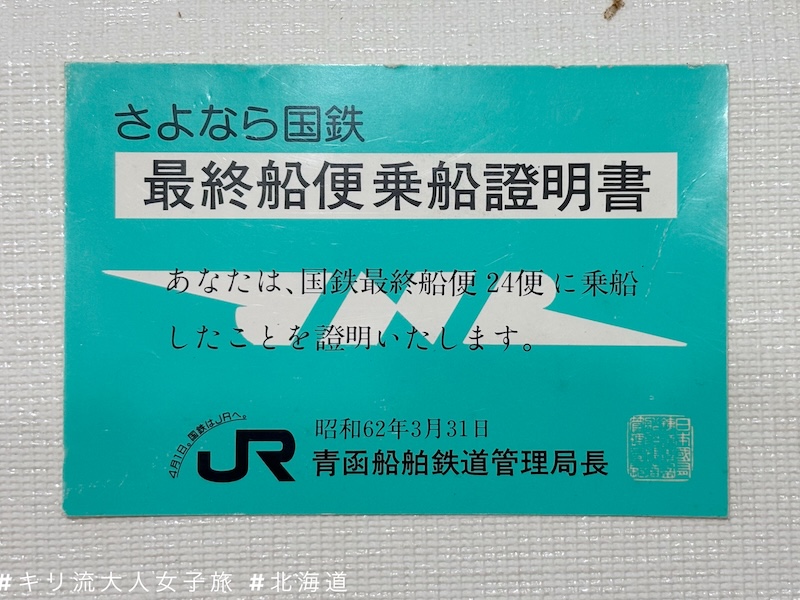 さよなら国鉄
最終船便乗船證明書
あなたは、国鉄最終船便24便に乗船
したことを證明いたします。
4月1日。国鉄はJRへ。
JR
昭和62年3月31日
青函船舶鉄道管理局長
#キリ流大人女子旅 #北海道